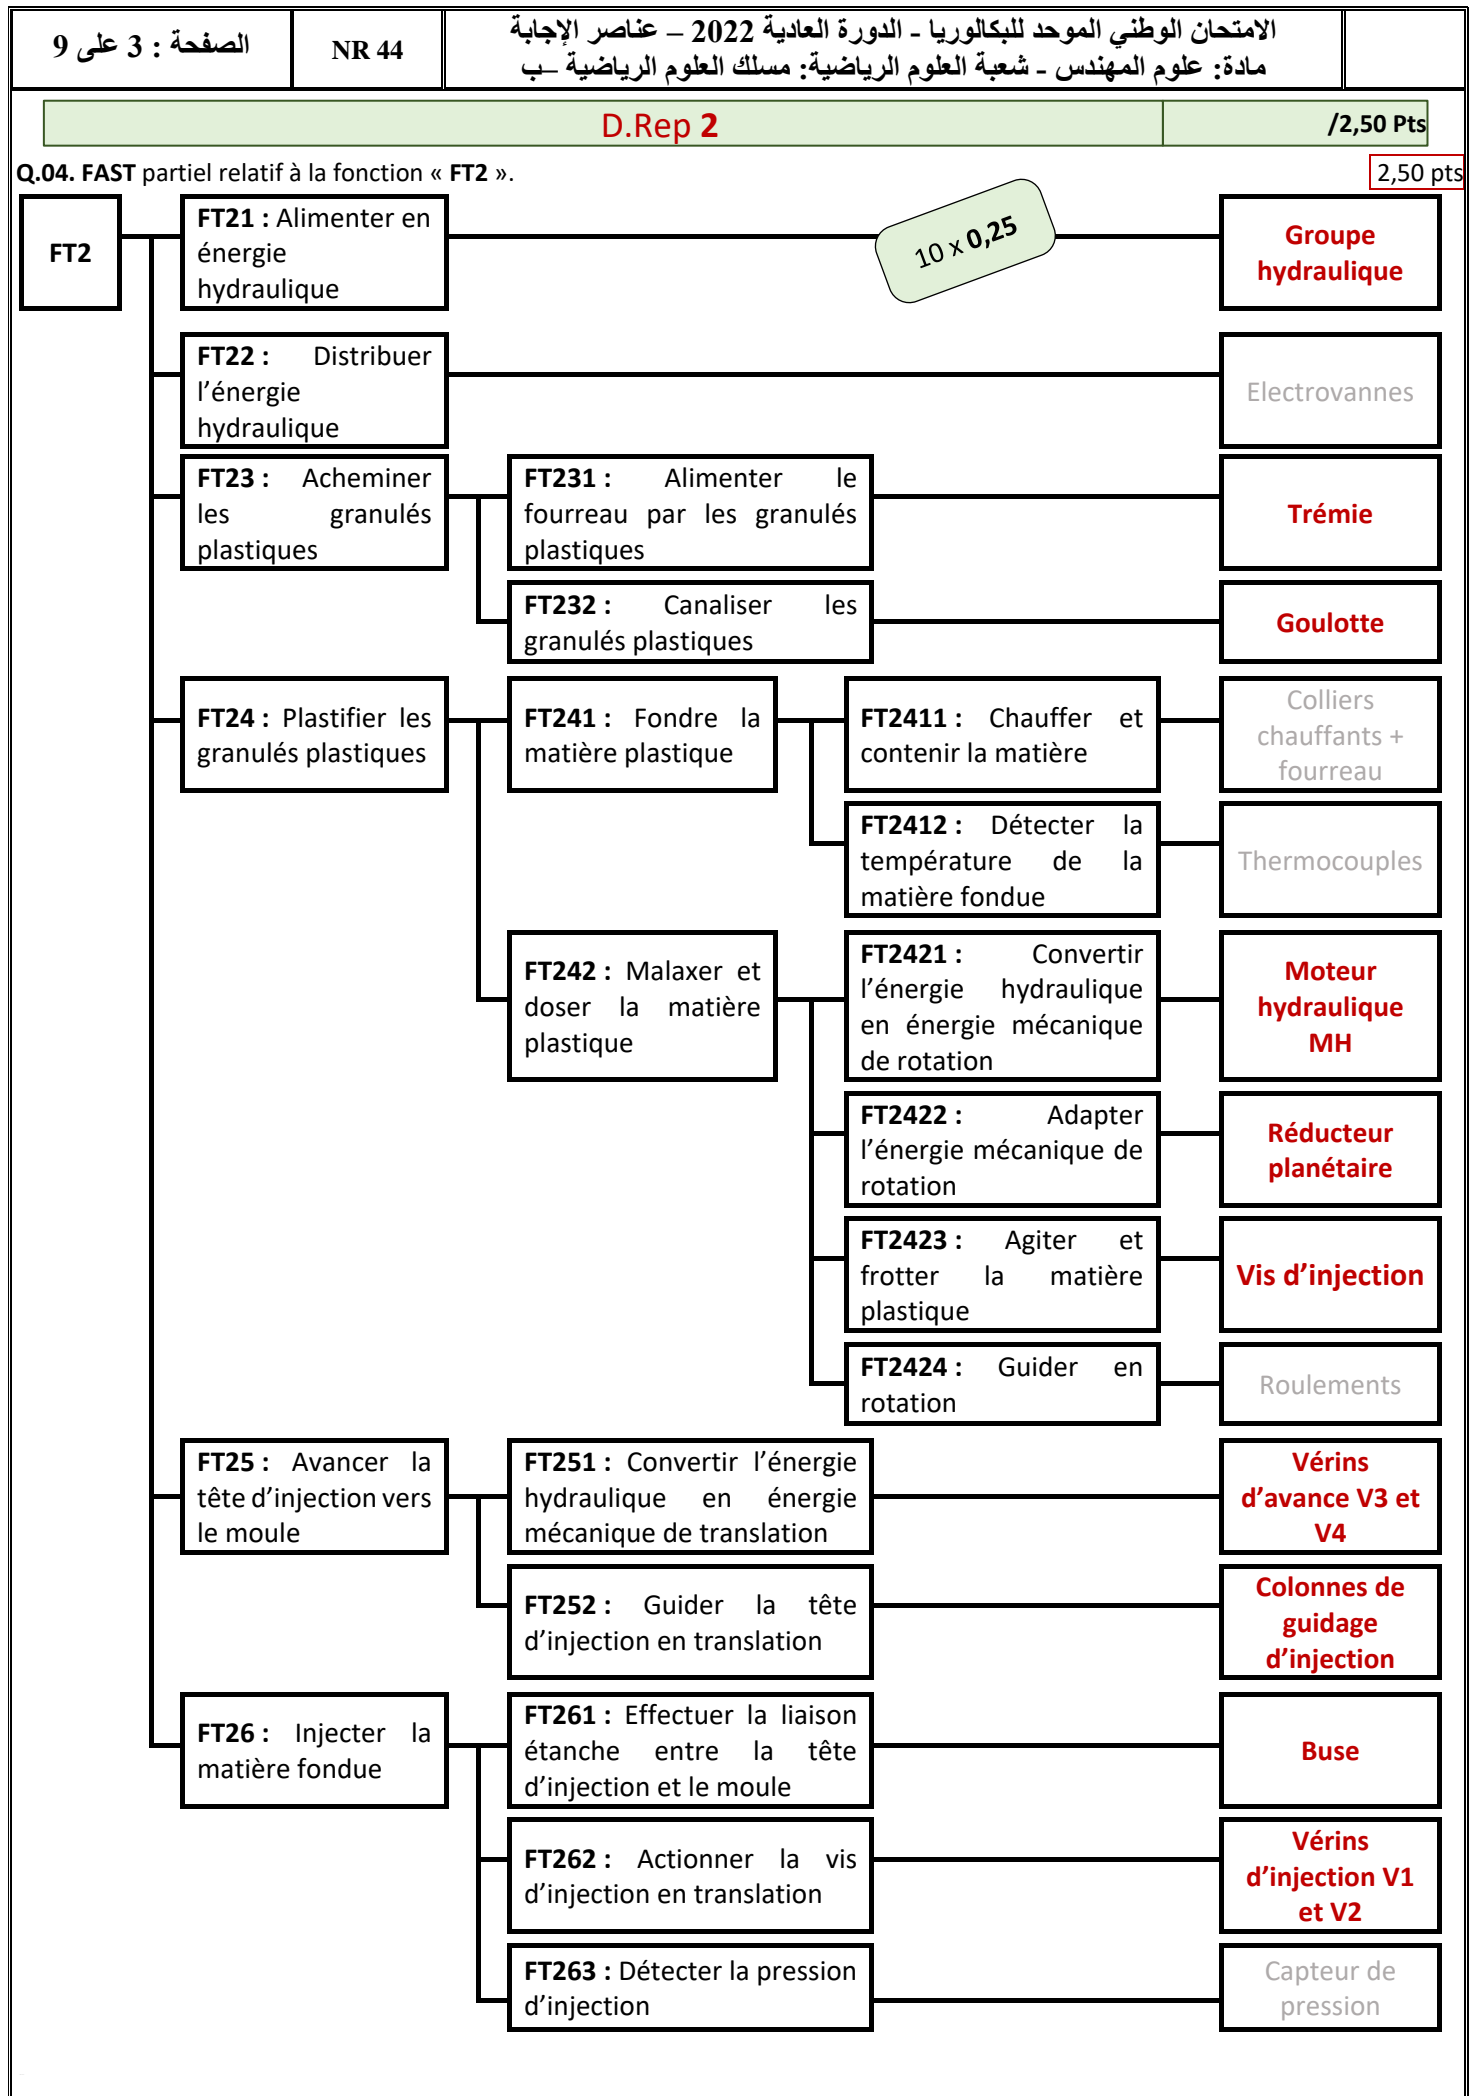 الامتحان الوطني الموحد للبكالوريا - الدورة العادية 2022 – عناصر الإجابة
مادة: علوم المهندس - شعبة العلوم الرياضية: مسلك العلوم الرياضية –ب
NR 44
الصفحة : 3 على 9
D.Rep 2
/2,50 Pts
Q.04. FAST partiel relatif à la fonction « FT2 ».
2,50 pts
FT2
FT21 : Alimenter en
énergie
hydraulique
10 x 0,25
Groupe
hydraulique
FT22 : Distribuer
l’énergie
hydraulique
Electrovannes
FT23 : Acheminer
les granulés
plastiques
FT231 : Alimenter le
fourreau par les granulés
plastiques
Trémie
FT232 : Canaliser les
granulés plastiques
Goulotte
FT24 : Plastifier les
granulés plastiques
FT241 : Fondre la
matière plastique
FT2411 : Chauffer et
contenir la matière
Colliers
chauffants +
fourreau
FT2412 : Détecter la
température de la
matière fondue
Thermocouples
FT242 : Malaxer et
doser la matière
plastique
FT2421 : Convertir
l’énergie hydraulique
en énergie mécanique
de rotation
Moteur
hydraulique
MH
FT2422 : Adapter
l’énergie mécanique de
rotation
Réducteur
planétaire
FT2423 : Agiter et
frotter la matière
plastique
Vis d’injection
FT2424 : Guider en
rotation
Roulements
FT25 : Avancer la
tête d’injection vers
le moule
FT251 : Convertir l’énergie
hydraulique en énergie
mécanique de translation
Vérins
d’avance V3 et
V4
FT252 : Guider la tête
d’injection en translation
Colonnes de
guidage
d’injection
FT26 : Injecter la
matière fondue
FT261 : Effectuer la liaison
étanche entre la tête
d’injection et le moule
Buse
FT262 : Actionner la vis
d’injection en translation
Vérins
d’injection V1
et V2
FT263 : Détecter la pression
d’injection
Capteur de
pression